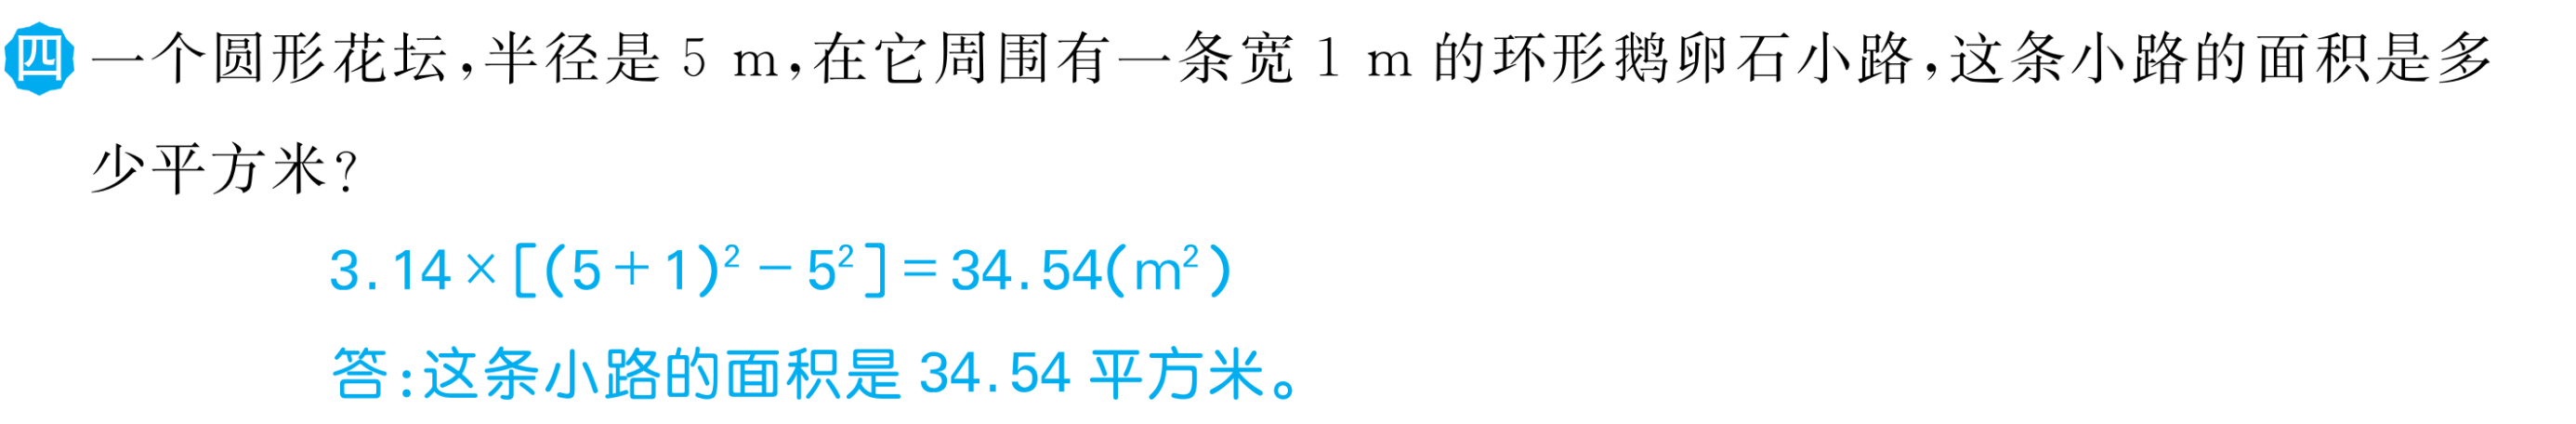 四 一个圆形花坛,半径是 5 m,在它周围有一条宽 1 m 的环形鹅卵石小路,这条小路的面积是多
少平方米?
3.14×[(5+1)²-5²]=34.54(m²)
答:这条小路的面积是 34.54 平方米。